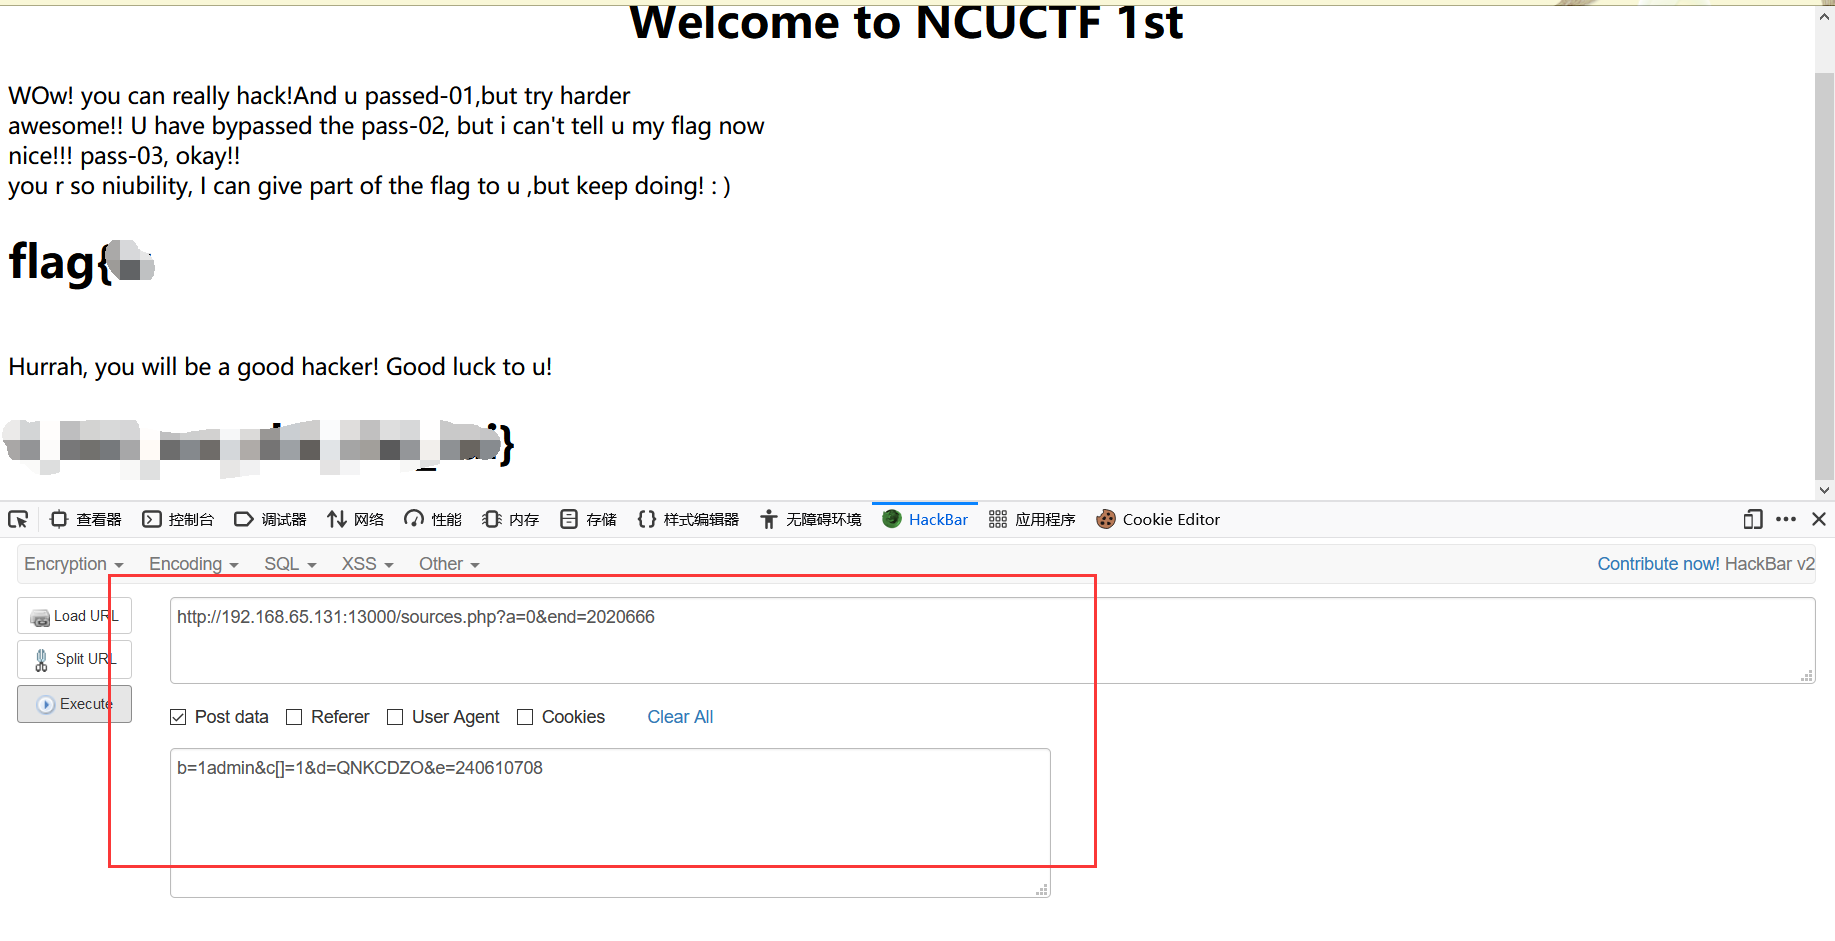 Welcome to NCUCTF 1st
WOw! you can really hack!And u passed-01,but try harder
awesome!! U have bypassed the pass-02, but i can't tell u my flag now
nice!!! pass-03, okay!!
you r so niubility, I can give part of the flag to u ,but keep doing! : )
flag{
Hurrah, you will be a good hacker! Good luck to u!
}
查看器 控制台 调试器 网络 性能 内存 存储 {} 样式编辑器 无障碍环境 HackBar 应用程序 Cookie Editor
Encryption Encoding SQL XSS Other Contribute now! HackBar v2
Load URL http://192.168.65.131:13000/sources.php?a=0&end=2020666
Split URL
Execute
Post data Referer User Agent Cookies Clear All
b=1admin&c[]=1&d=QNKCDZO&e=240610708